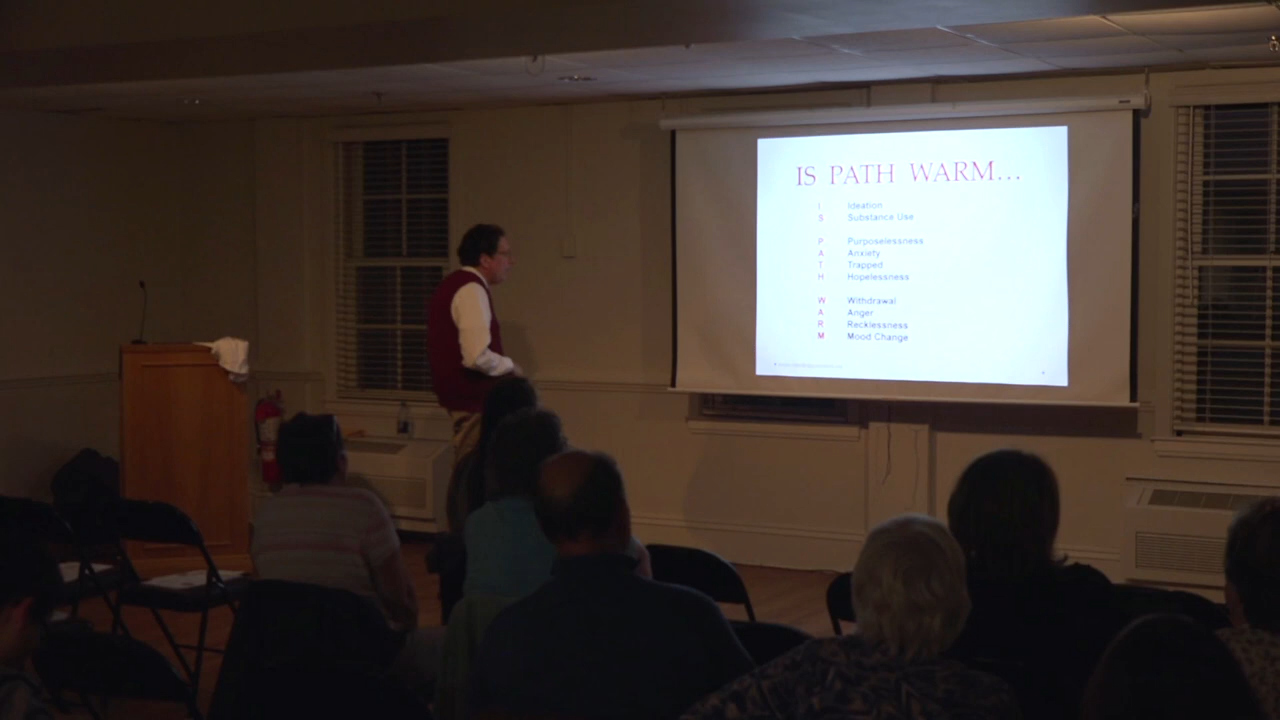 IS PATH WARM...
I Ideation
S Substance Use
P Purposelessness
A Anxiety
T Trapped
H Hopelessness
W Withdrawal
A Anger
R Recklessness
M Mood Change